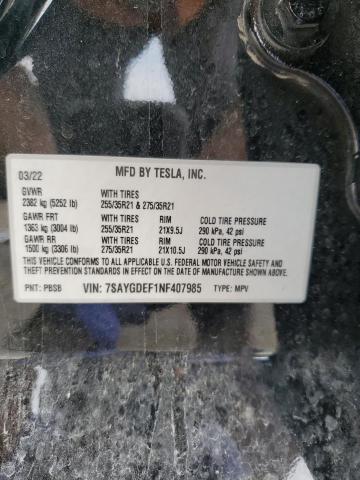 03/22 MFD BY TESLA, INC.
GVWR WITH TIRES
2382 kg (5252 lb) 255/35R21 & 275/35R21
GAWR FRT WITH TIRES RIM COLD TIRE PRESSURE
1363 kg (3004 lb) 255/35R21 21X9.5J 290 kPa, 42 psi
GAWR RR WITH TIRES RIM COLD TIRE PRESSURE
1500 kg (3306 lb) 275/35R21 21X10.5J 290 kPa, 42 psi
THIS VEHICLE CONFORMS TO ALL APPLICABLE U.S. FEDERAL MOTOR VEHICLE SAFETY AND
THEFT PREVENTION STANDARDS IN EFFECT ON THE DATE OF MANUFACTURE SHOWN ABOVE.
PNT: PBSB VIN: 7SAYGDEF1NF407985 TYPE: MPV